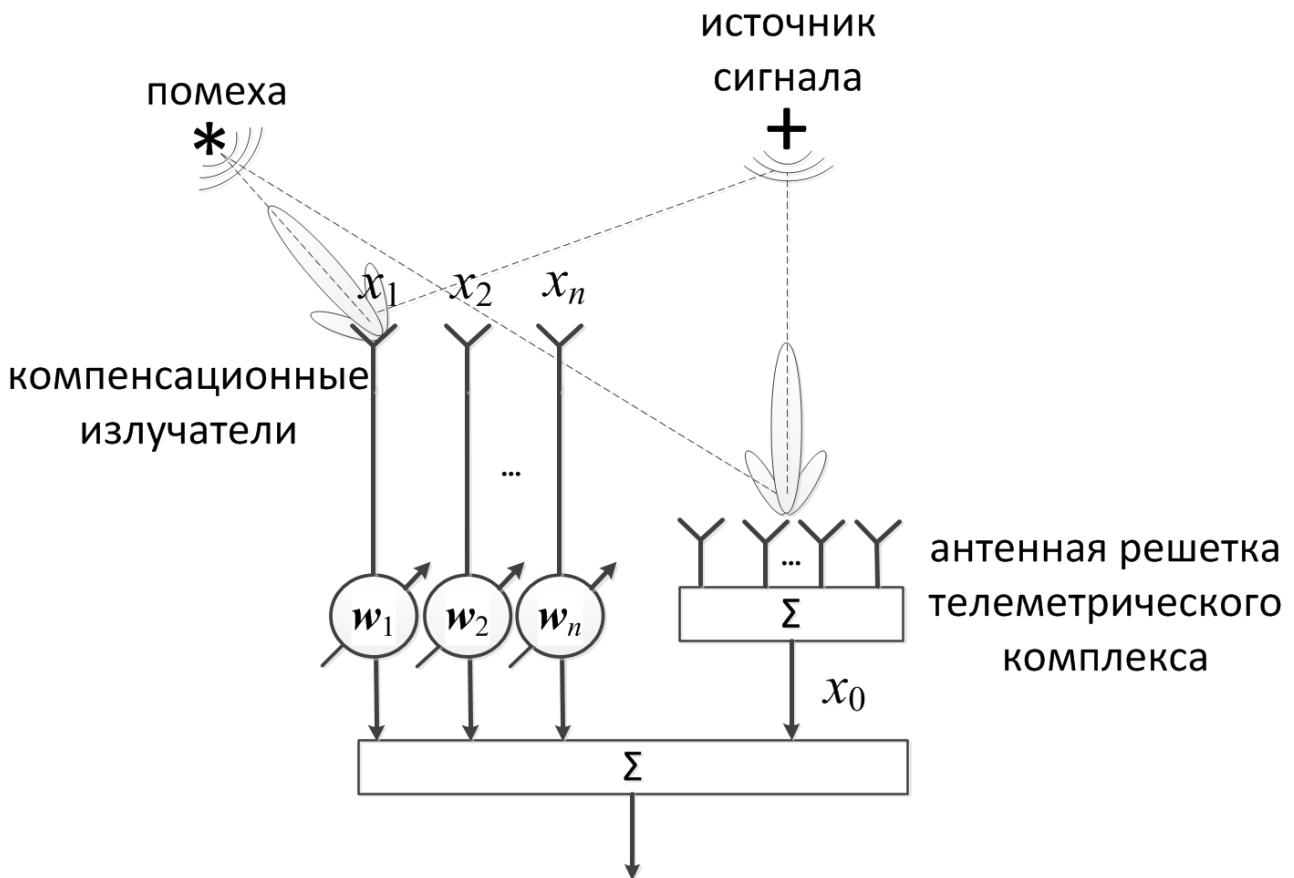 источник
сигнала
помеха
*
+
x1 x2 xn
компенсационные
излучатели
...
...
антенная решетка
телеметрического
комплекса
Σ
w1 w2 wn
x0
Σ